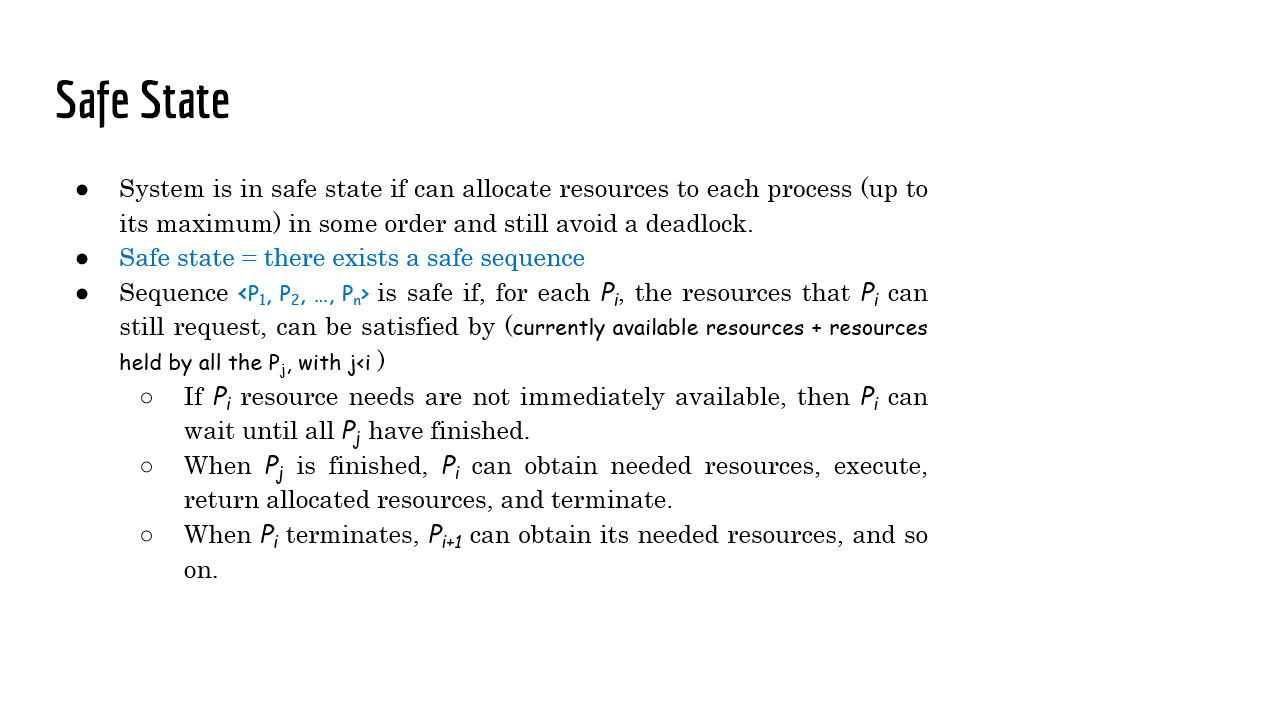 Safe State
● System is in safe state if can allocate resources to each process (up to
its maximum) in some order and still avoid a deadlock.
● Safe state = there exists a safe sequence
● Sequence <P1, P2, …, Pn> is safe if, for each Pi, the resources that Pi can
still request, can be satisfied by (currently available resources + resources
held by all the Pj, with j<i )
○ If Pi resource needs are not immediately available, then Pi can
wait until all Pj have finished.
○ When Pj is finished, Pi can obtain needed resources, execute,
return allocated resources, and terminate.
○ When Pi terminates, Pi+1 can obtain its needed resources, and so
on.